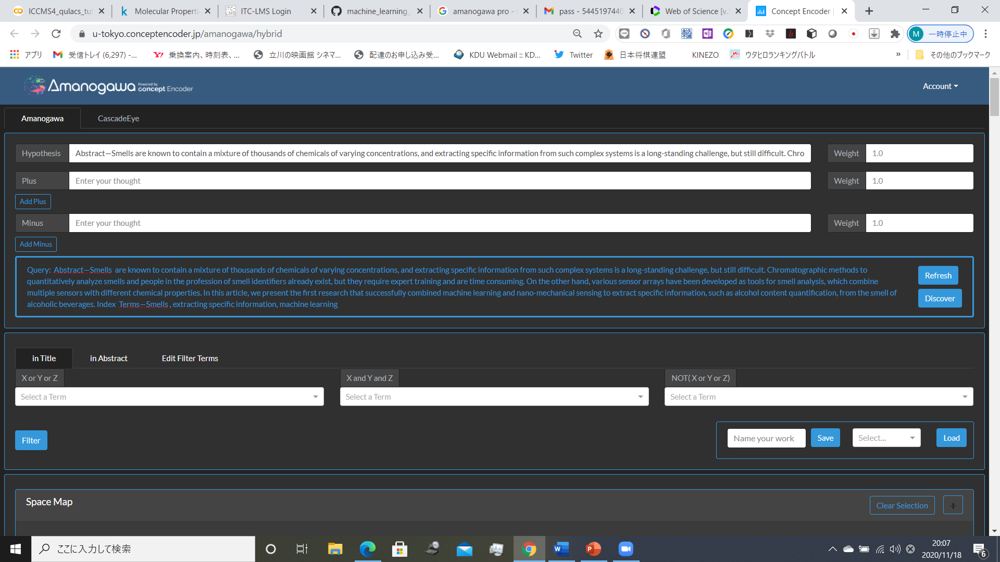 ICCMS4_qulacs_tu
Molecular Properti
ITC-LMS Login
machine_learning_
amanogawa pro -
pass - 5445197440
Web of Science [v.
Concept Encoder |
u-tokyo.conceptencoder.jp/amanogawa/hybrid
M 一時停止中
アプリ
受信トレイ (6,297) -...
乗換案内、時刻表、...
立川の映画館 シネマ...
配達のお申し込み受...
KDU Webmail :: KD...
Twitter
日本将棋連盟
KINEZO
ウタヒロランキングバトル
»
その他のブックマーク
Amanogawa Powered by concept Encoder
Account
Amanogawa
CascadeEye
Hypothesis
Abstract—Smells are known to contain a mixture of thousands of chemicals of varying concentrations, and extracting specific information from such complex systems is a long-standing challenge, but still difficult. Chro
Weight
1.0
Plus
Enter your thought
Weight
1.0
Add Plus
Minus
Enter your thought
Weight
1.0
Add Minus
Query: Abstract—Smells are known to contain a mixture of thousands of chemicals of varying concentrations, and extracting specific information from such complex systems is a long-standing challenge, but still difficult. Chromatographic methods to
quantitatively analyze smells and people in the profession of smell identifiers already exist, but they require expert training and are time consuming. On the other hand, various sensor arrays have been developed as tools for smell analysis, which combine
multiple sensors with different chemical properties. In this article, we present the first research that successfully combined machine learning and nano-mechanical sensing to extract specific information, such as alcohol content quantification, from the smell of
alcoholic beverages. Index Terms—Smells , extracting specific information, machine learning
Refresh
Discover
in Title
in Abstract
Edit Filter Terms
X or Y or Z
X and Y and Z
NOT( X or Y or Z)
Select a Term
Select a Term
Select a Term
Filter
Name your work
Save
Select...
Load
Space Map
Clear Selection
ここに入力して検索
20:07
2020/11/18
6